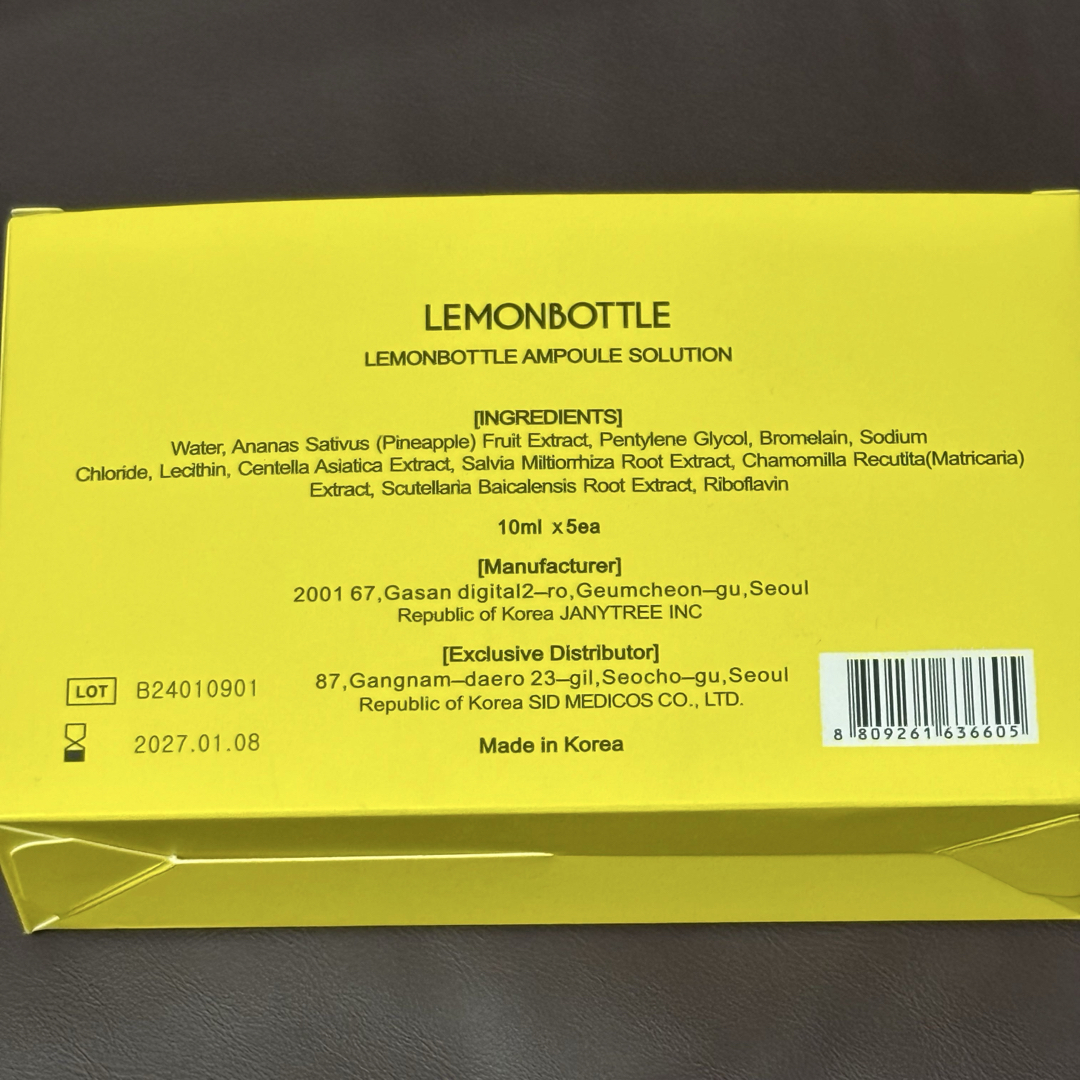 LEMONBOTTLE
LEMONBOTTLE AMPOULE SOLUTION
[INGREDIENTS]
Water, Ananas Sativus (Pineapple) Fruit Extract, Pentylene Glycol, Bromelain, Sodium
Chloride, Lecithin, Centella Asiatica Extract, Salvia Miltiorrhiza Root Extract, Chamomilla Recutita(Matricaria)
Extract, Scutellaria Baicalensis Root Extract, Riboflavin
10ml x5ea
[Manufacturer]
2001 67,Gasan digital2–ro,Geumcheon–gu,Seoul
Republic of Korea JANYTREE INC
[Exclusive Distributor]
87,Gangnam–daero 23–gil,Seocho–gu,Seoul
Republic of Korea SID MEDICOS CO., LTD.
Made in Korea
LOT B24010901
2027.01.08
8 809261 636605